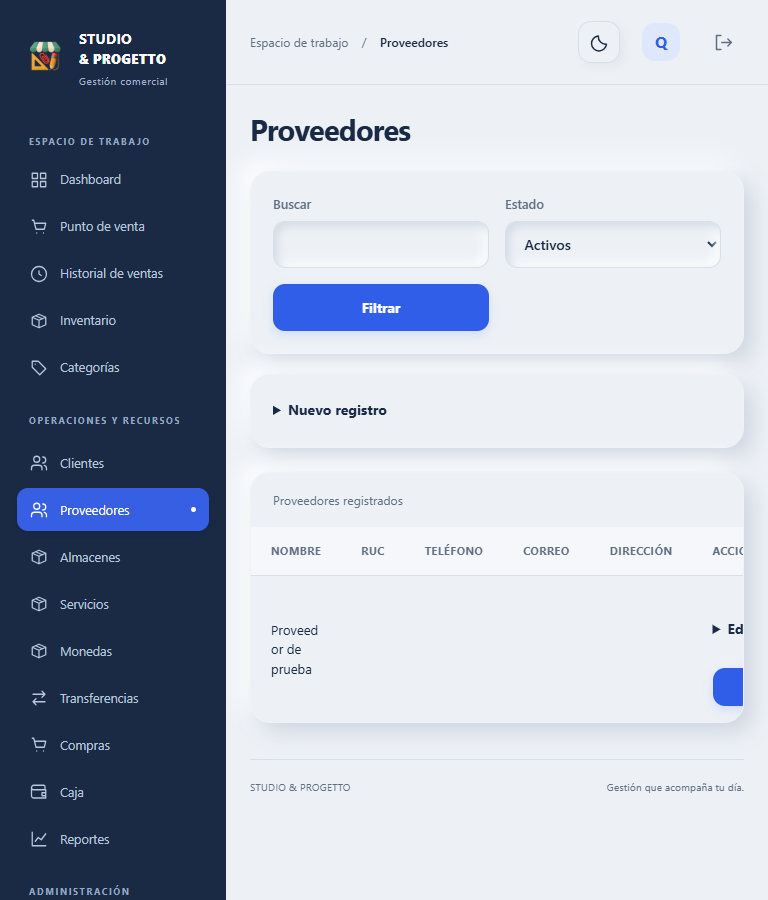 STUDIO
& PROGETTO
Gestión comercial
ESPACIO DE TRABAJO
Dashboard
Punto de venta
Historial de ventas
Inventario
Categorías
OPERACIONES Y RECURSOS
Clientes
Proveedores
Almacenes
Servicios
Monedas
Transferencias
Compras
Caja
Reportes
ADMINISTRACIÓN
Espacio de trabajo / Proveedores
Q
Proveedores
Buscar
Estado
Activos
Filtrar
Nuevo registro
Proveedores registrados
NOMBRE RUC TELÉFONO CORREO DIRECCIÓN ACCIO
Proveed
or de
prueba
Ed
STUDIO & PROGETTO
Gestión que acompaña tu día.